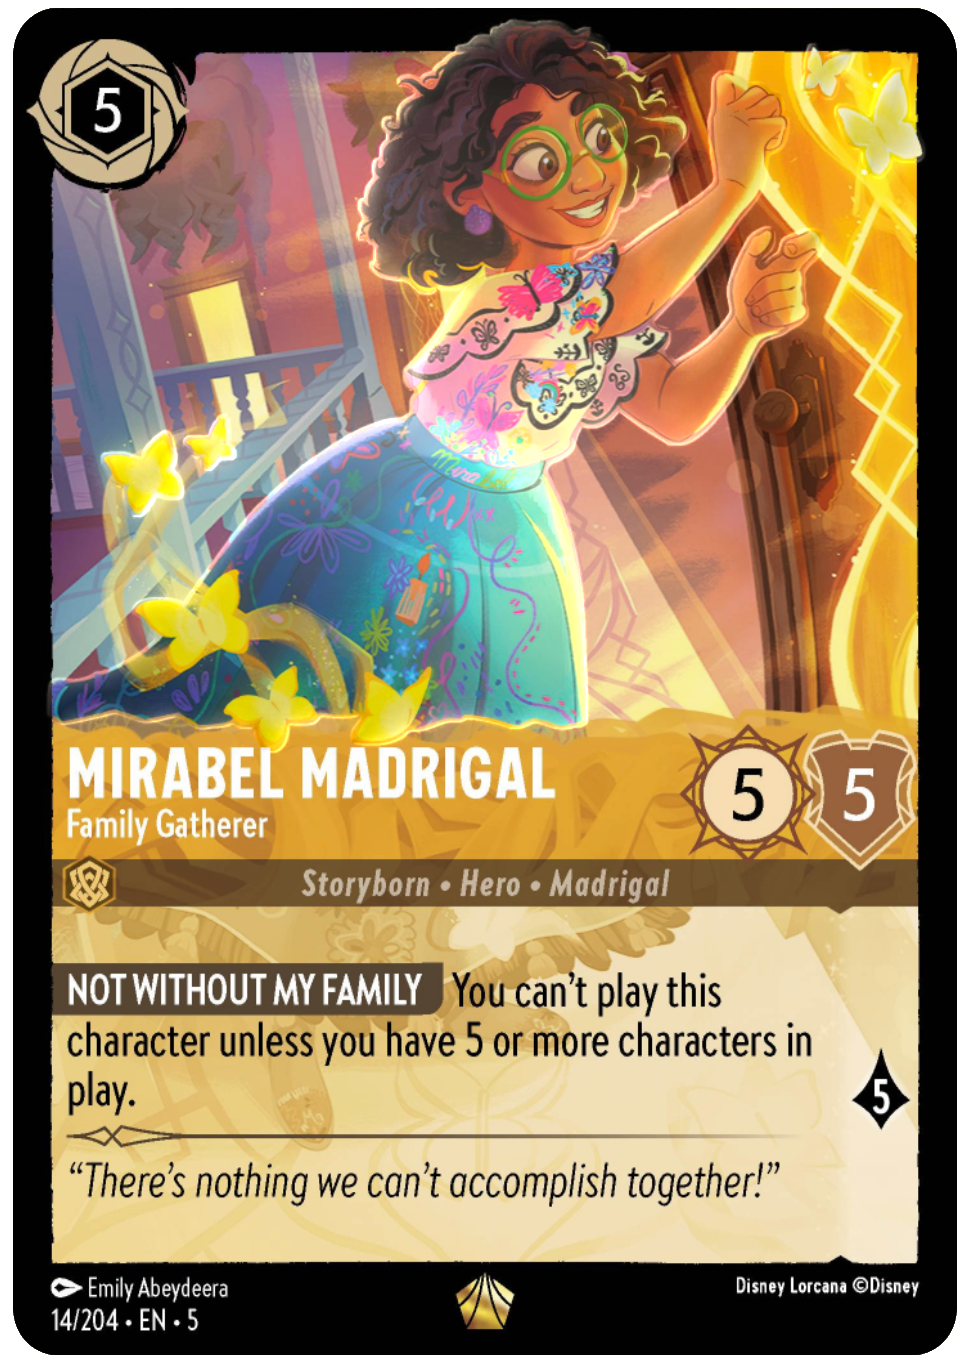 5
MIRABEL MADRIGAL
Family Gatherer
5 5
Storyborn • Hero • Madrigal
NOT WITHOUT MY FAMILY You can't play this
character unless you have 5 or more characters in
play.
5
“There's nothing we can't accomplish together!”
Emily Abeydeera
14/204 • EN • 5
Disney Lorcana ©Disney